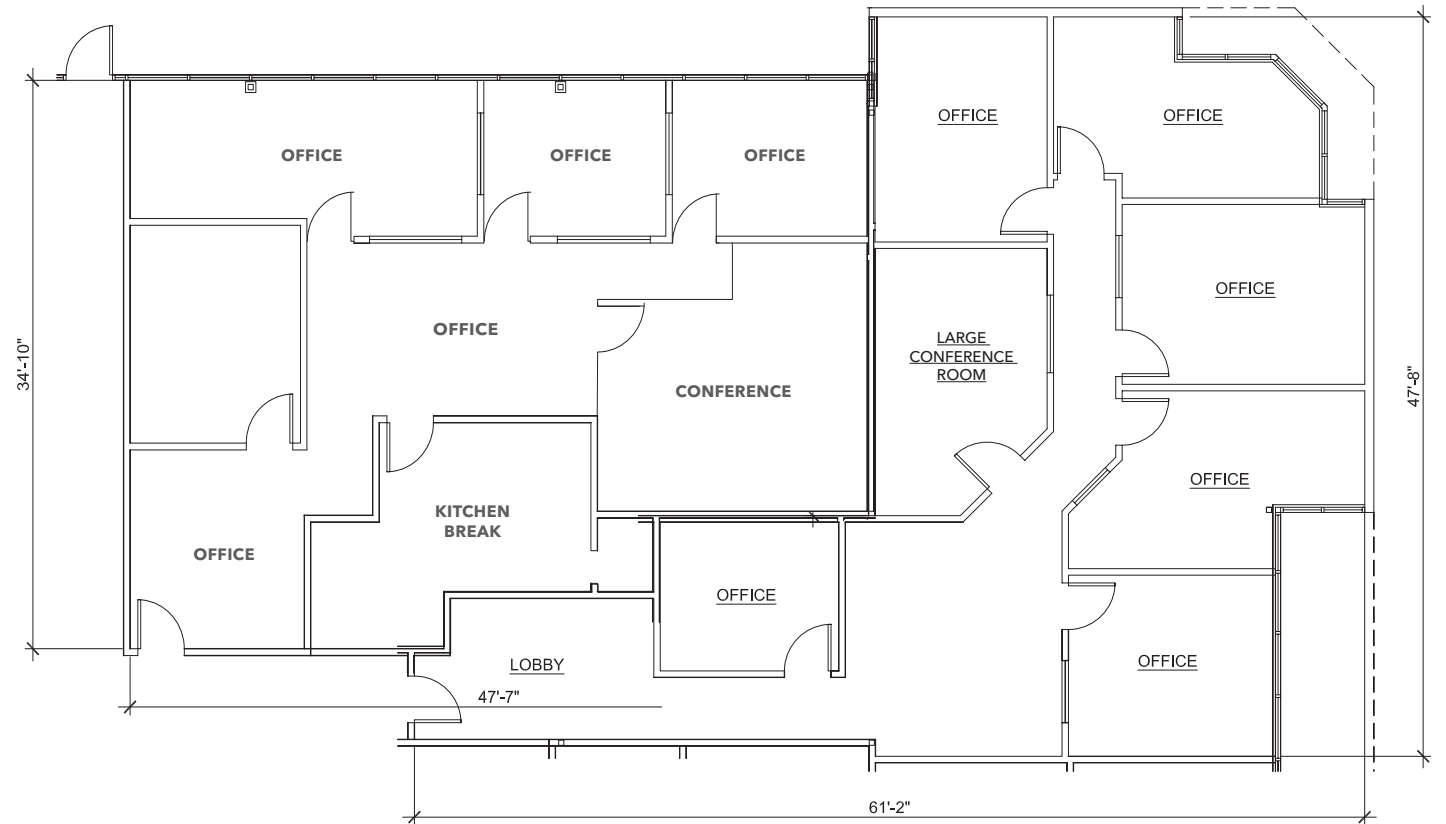 OFFICE
OFFICE
OFFICE
OFFICE
OFFICE
OFFICE
OFFICE
LARGE
CONFERENCE
ROOM
34'-10"
CONFERENCE
47'-8"
OFFICE
KITCHEN
BREAK
OFFICE
OFFICE
LOBBY
OFFICE
47'-7"
61'-2"